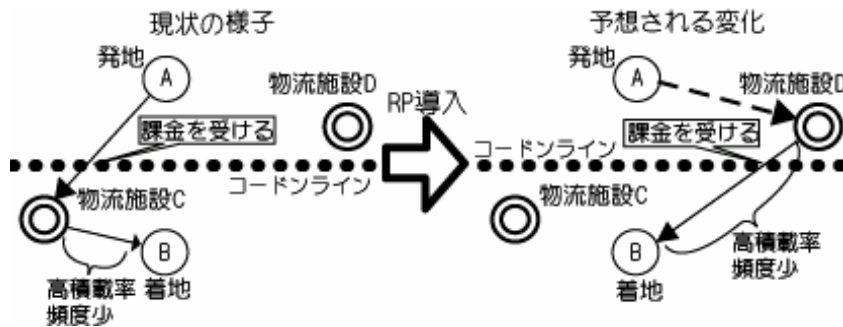 現状の様子
発地
A
物流施設D
課金を受ける
コードンライン
物流施設C
B
着地
高積載率
頻度少
RP導入
予想される変化
発地
A
物流施設D
課金を受ける
コードンライン
物流施設C
B
着地
高積載率
頻度少